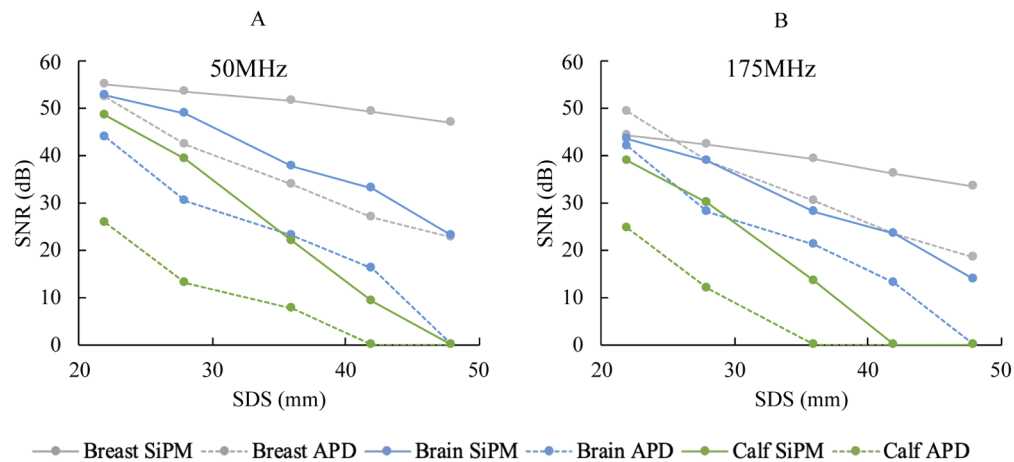 A
50MHz
SNR (dB)
60
50
40
30
20
10
0
20 30 40 50
SDS (mm)
B
175MHz
SNR (dB)
60
50
40
30
20
10
0
20 30 40 50
SDS (mm)
Breast SiPM Breast APD Brain SiPM Brain APD Calf SiPM Calf APD